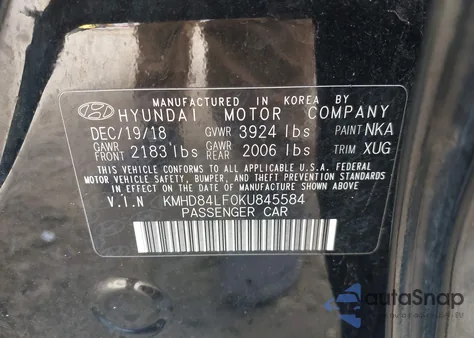 MANUFACTURED IN KOREA BY
HYUNDAI MOTOR COMPANY
DEC/19/18 GVWR 3924 lbs PAINT NKA
GAWR FRONT 2183 lbs GAWR REAR 2006 lbs TRIM XUG
THIS VEHICLE CONFORMS TO ALL APPLICABLE U.S.A. FEDERAL
MOTOR VEHICLE SAFETY, BUMPER, AND THEFT PREVENTION STANDARDS
IN EFFECT ON THE DATE OF MANUFACTURE SHOWN ABOVE.
V.I.N KMHD84LF0KU845584
PASSENGER CAR
autoSnap